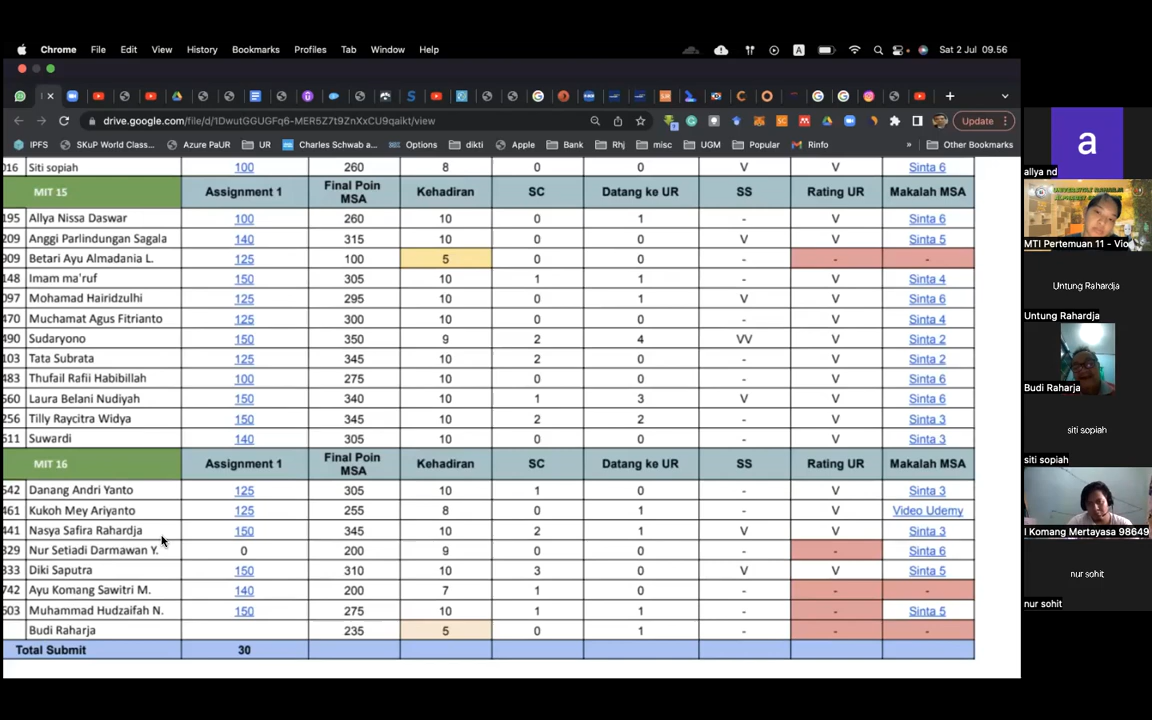 Chrome File Edit View History Bookmarks Profiles Tab Window Help Sat 2 Jul 09.56
drive.google.com/file/d/1DwutGGUGFq6-MER5Z7t9ZnXxCU9qaikt/view Update
IPFS SKuP World Class... Azure PaUR UR Charles Schwab a... Options dikti Apple Bank Rhj misc UGM Popular Rinfo » Other Bookmarks
016 Siti sopiah 100 260 8 0 0 V V Sinta 6
MIT 15 Assignment 1 Final Poin MSA Kehadiran SC Datang ke UR SS Rating UR Makalah MSA
195 Allya Nissa Daswar 100 260 10 0 1 - V Sinta 6
209 Anggi Parlindungan Sagala 140 315 10 0 0 V V Sinta 5
909 Betari Ayu Almadania L. 125 100 5 0 0 - - -
148 Imam ma'ruf 150 305 10 1 1 - V Sinta 4
097 Mohamad Hairidzulhi 125 295 10 0 1 V V Sinta 6
470 Muchamat Agus Fitrianto 125 300 10 0 0 - V Sinta 4
490 Sudaryono 150 350 9 2 4 VV V Sinta 2
103 Tata Subrata 125 345 10 2 0 - V Sinta 2
483 Thufail Rafii Habibillah 100 275 10 0 0 - V Sinta 6
560 Laura Belani Nudiyah 150 340 10 1 3 V V Sinta 6
256 Tilly Raycitra Widya 150 345 10 2 2 - V Sinta 3
511 Suwardi 140 305 10 0 0 - V Sinta 3
MIT 16 Assignment 1 Final Poin MSA Kehadiran SC Datang ke UR SS Rating UR Makalah MSA
542 Danang Andri Yanto 125 305 10 1 0 - V Sinta 3
461 Kukoh Mey Ariyanto 125 255 8 0 1 - V Video Udemy
441 Nasya Safira Rahardja 150 345 10 2 1 V V Sinta 3
329 Nur Setiadi Darmawan Y. 0 200 9 0 0 - - Sinta 6
333 Diki Saputra 150 310 10 3 0 V V Sinta 5
742 Ayu Komang Sawitri M. 140 200 7 1 0 - - -
503 Muhammad Hudzaifah N. 150 275 10 1 1 - - Sinta 5
Budi Raharja 235 5 0 1 - - -
Total Submit 30
a
allya nd
MTI Pertemuan 11 - Vio
Untung Rahardja
Untung Rahardja
Budi Raharja
siti sopiah
siti sopiah
I Komang Mertayasa 98649
nur sohit
nur sohit